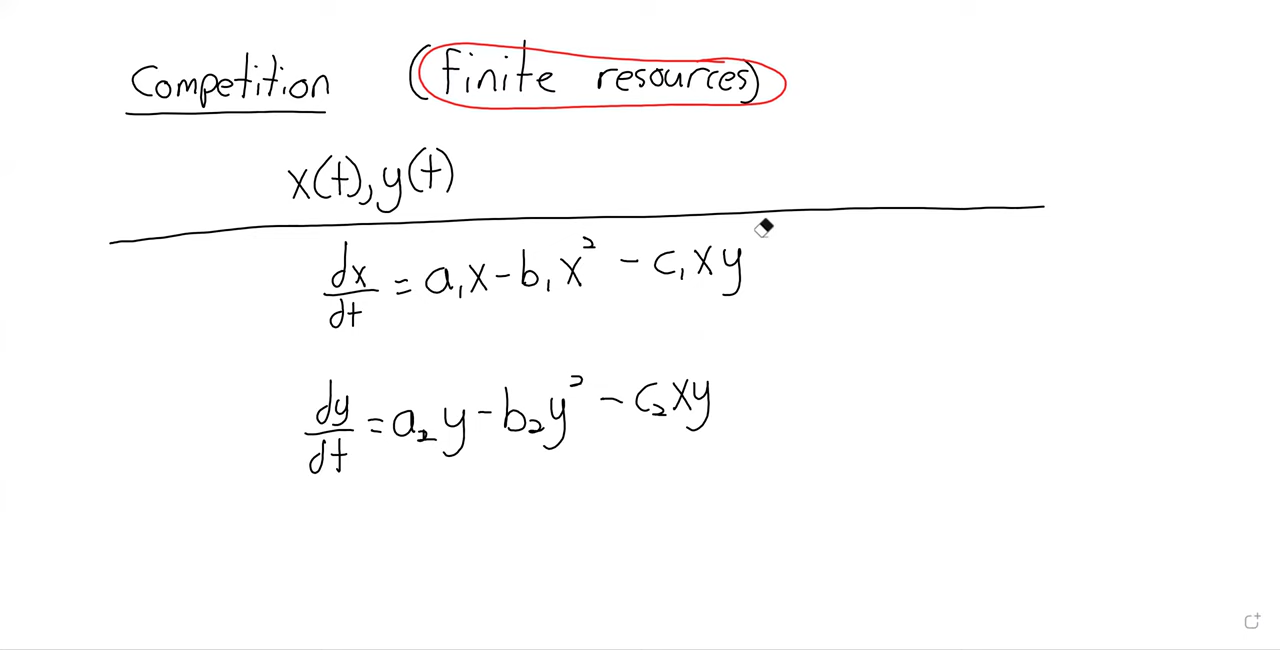 Competition (finite resources)
x(t), y(t)
dx/dt = a₁x - b₁x² - c₁xy
dy/dt = a₂y - b₂y² - c₂xy